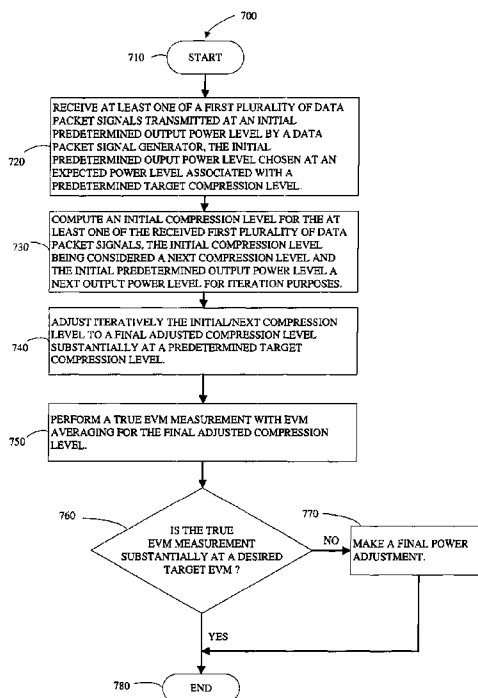 700
710
START
RECEIVE AT LEAST ONE OF A FIRST PLURALITY OF DATA
PACKET SIGNALS TRANSMITTED AT AN INITIAL
PREDETERMINED OUTPUT POWER LEVEL BY A DATA
PACKET SIGNAL GENERATOR, THE INITIAL
PREDETERMINED OUPUT POWER LEVEL CHOSEN AT AN
EXPECTED POWER LEVEL ASSOCIATED WITH A
PREDETERMINED TARGET COMPRESSION LEVEL.
720
COMPUTE AN INITIAL COMPRESSION LEVEL FOR THE AT
LEAST ONE OF THE RECEIVED FIRST PLURALITY OF DATA
PACKET SIGNALS, THE INITIAL COMPRESSION LEVEL
BEING CONSIDERED A NEXT COMPRESSION LEVEL AND
THE INITIAL PREDETERMINED OUTPUT POWER LEVEL A
NEXT OUTPUT POWER LEVEL FOR ITERATION PURPOSES.
730
ADJUST ITERATIVELY THE INITIAL/NEXT COMPRESSION
LEVEL TO A FINAL ADJUSTED COMPRESSION LEVEL
SUBSTANTIALLY AT A PREDETERMINED TARGET
COMPRESSION LEVEL.
740
PERFORM A TRUE EVM MEASUREMENT WITH EVM
AVERAGING FOR THE FINAL ADJUSTED COMPRESSION
LEVEL.
750
760
IS THE TRUE
EVM MEASUREMENT
SUBSTANTIALLY AT A DESIRED
TARGET EVM ?
NO
770
MAKE A FINAL POWER
ADJUSTMENT.
YES
780
END